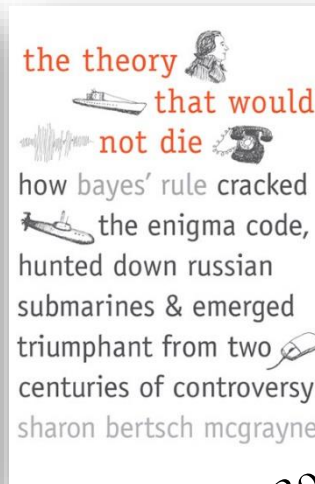 the theory
that would
not die
how bayes' rule cracked
the enigma code,
hunted down russian
submarines & emerged
triumphant from two
centuries of controversy
sharon bertsch mcgrayne